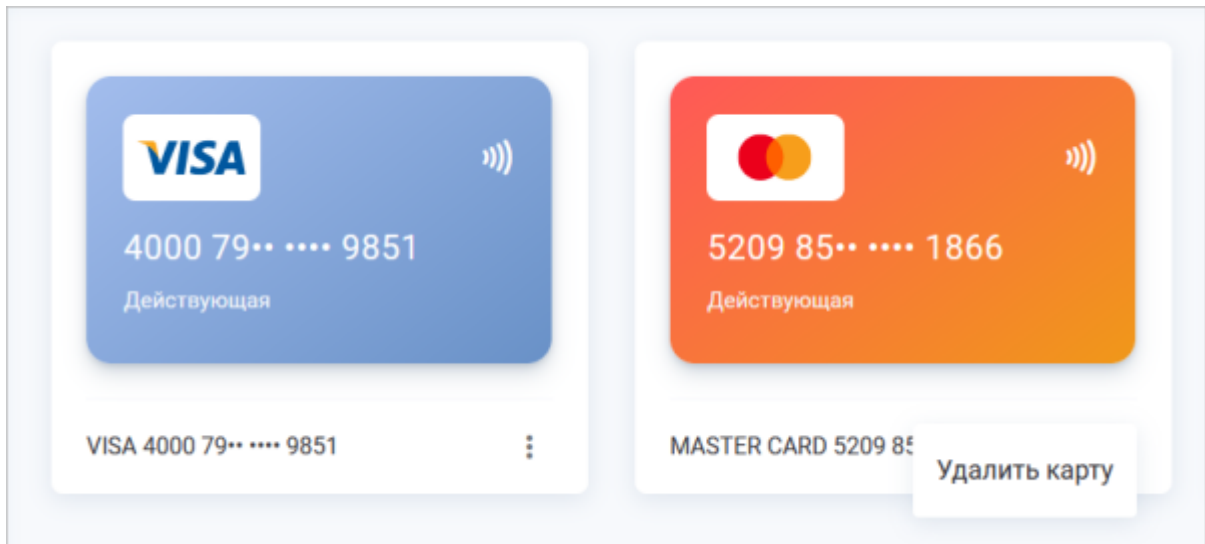 VISA
4000 79•• •••• 9851
Действующая
VISA 4000 79•• •••• 9851
5209 85•• •••• 1866
Действующая
MASTER CARD 5209 85
Удалить карту